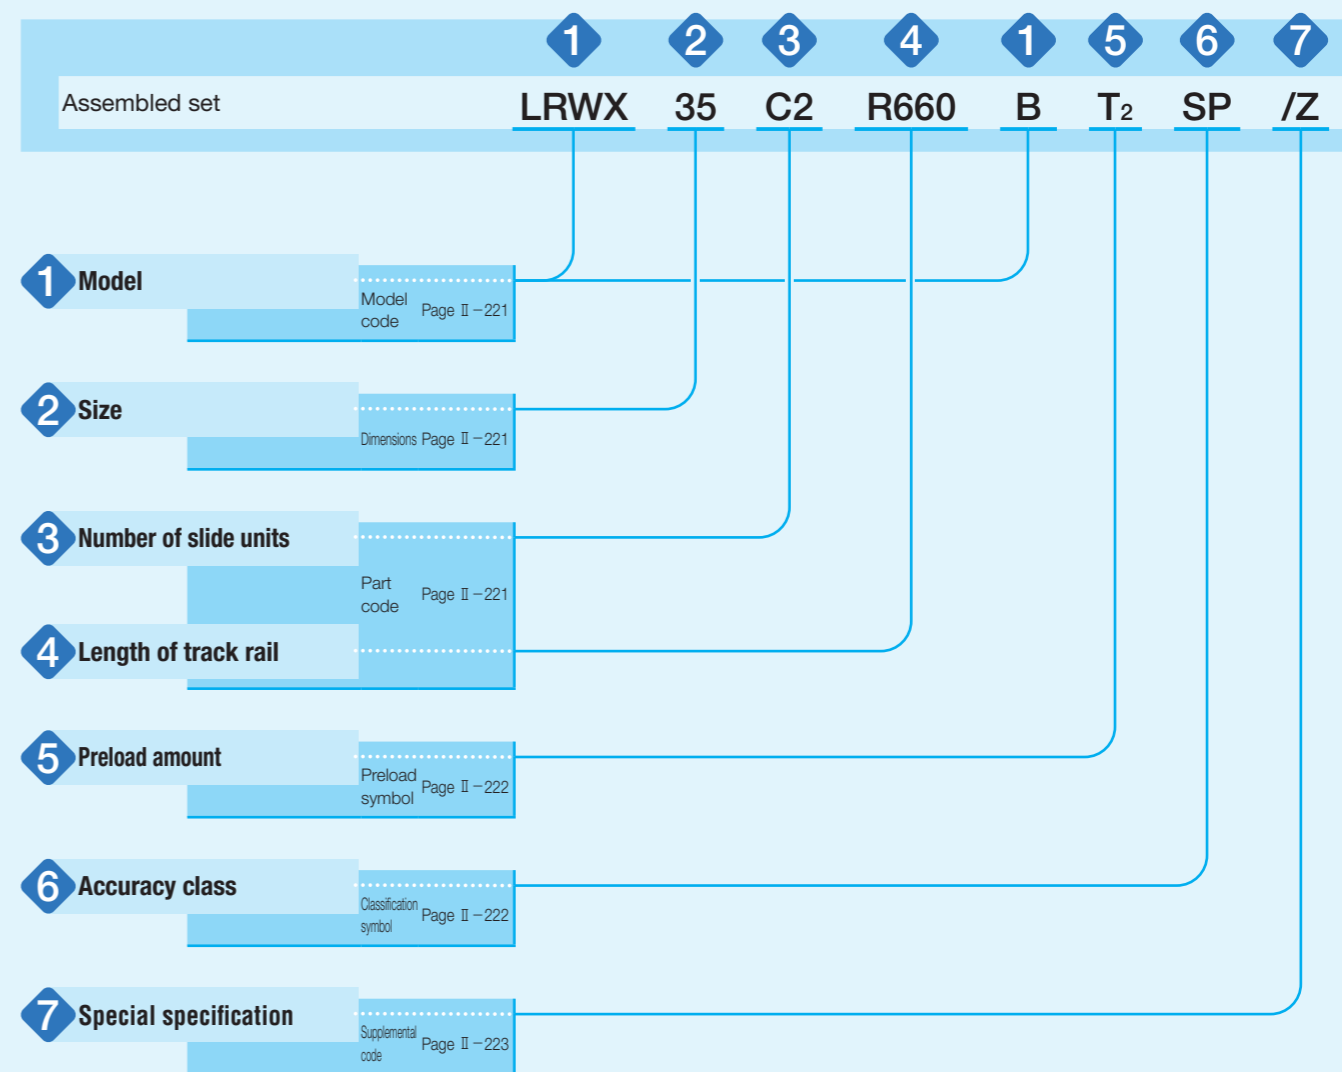 1 2 3 4 1 5 6 7
Assembled set LRWX 35 C2 R660 B T2 SP /Z
1 Model
Model code Page Ⅱ－221
2 Size
Dimensions Page Ⅱ－221
3 Number of slide units
Part code Page Ⅱ－221
4 Length of track rail
5 Preload amount
Preload symbol Page Ⅱ－222
6 Accuracy class
Classification symbol Page Ⅱ－222
7 Special specification
Supplemental code Page Ⅱ－223